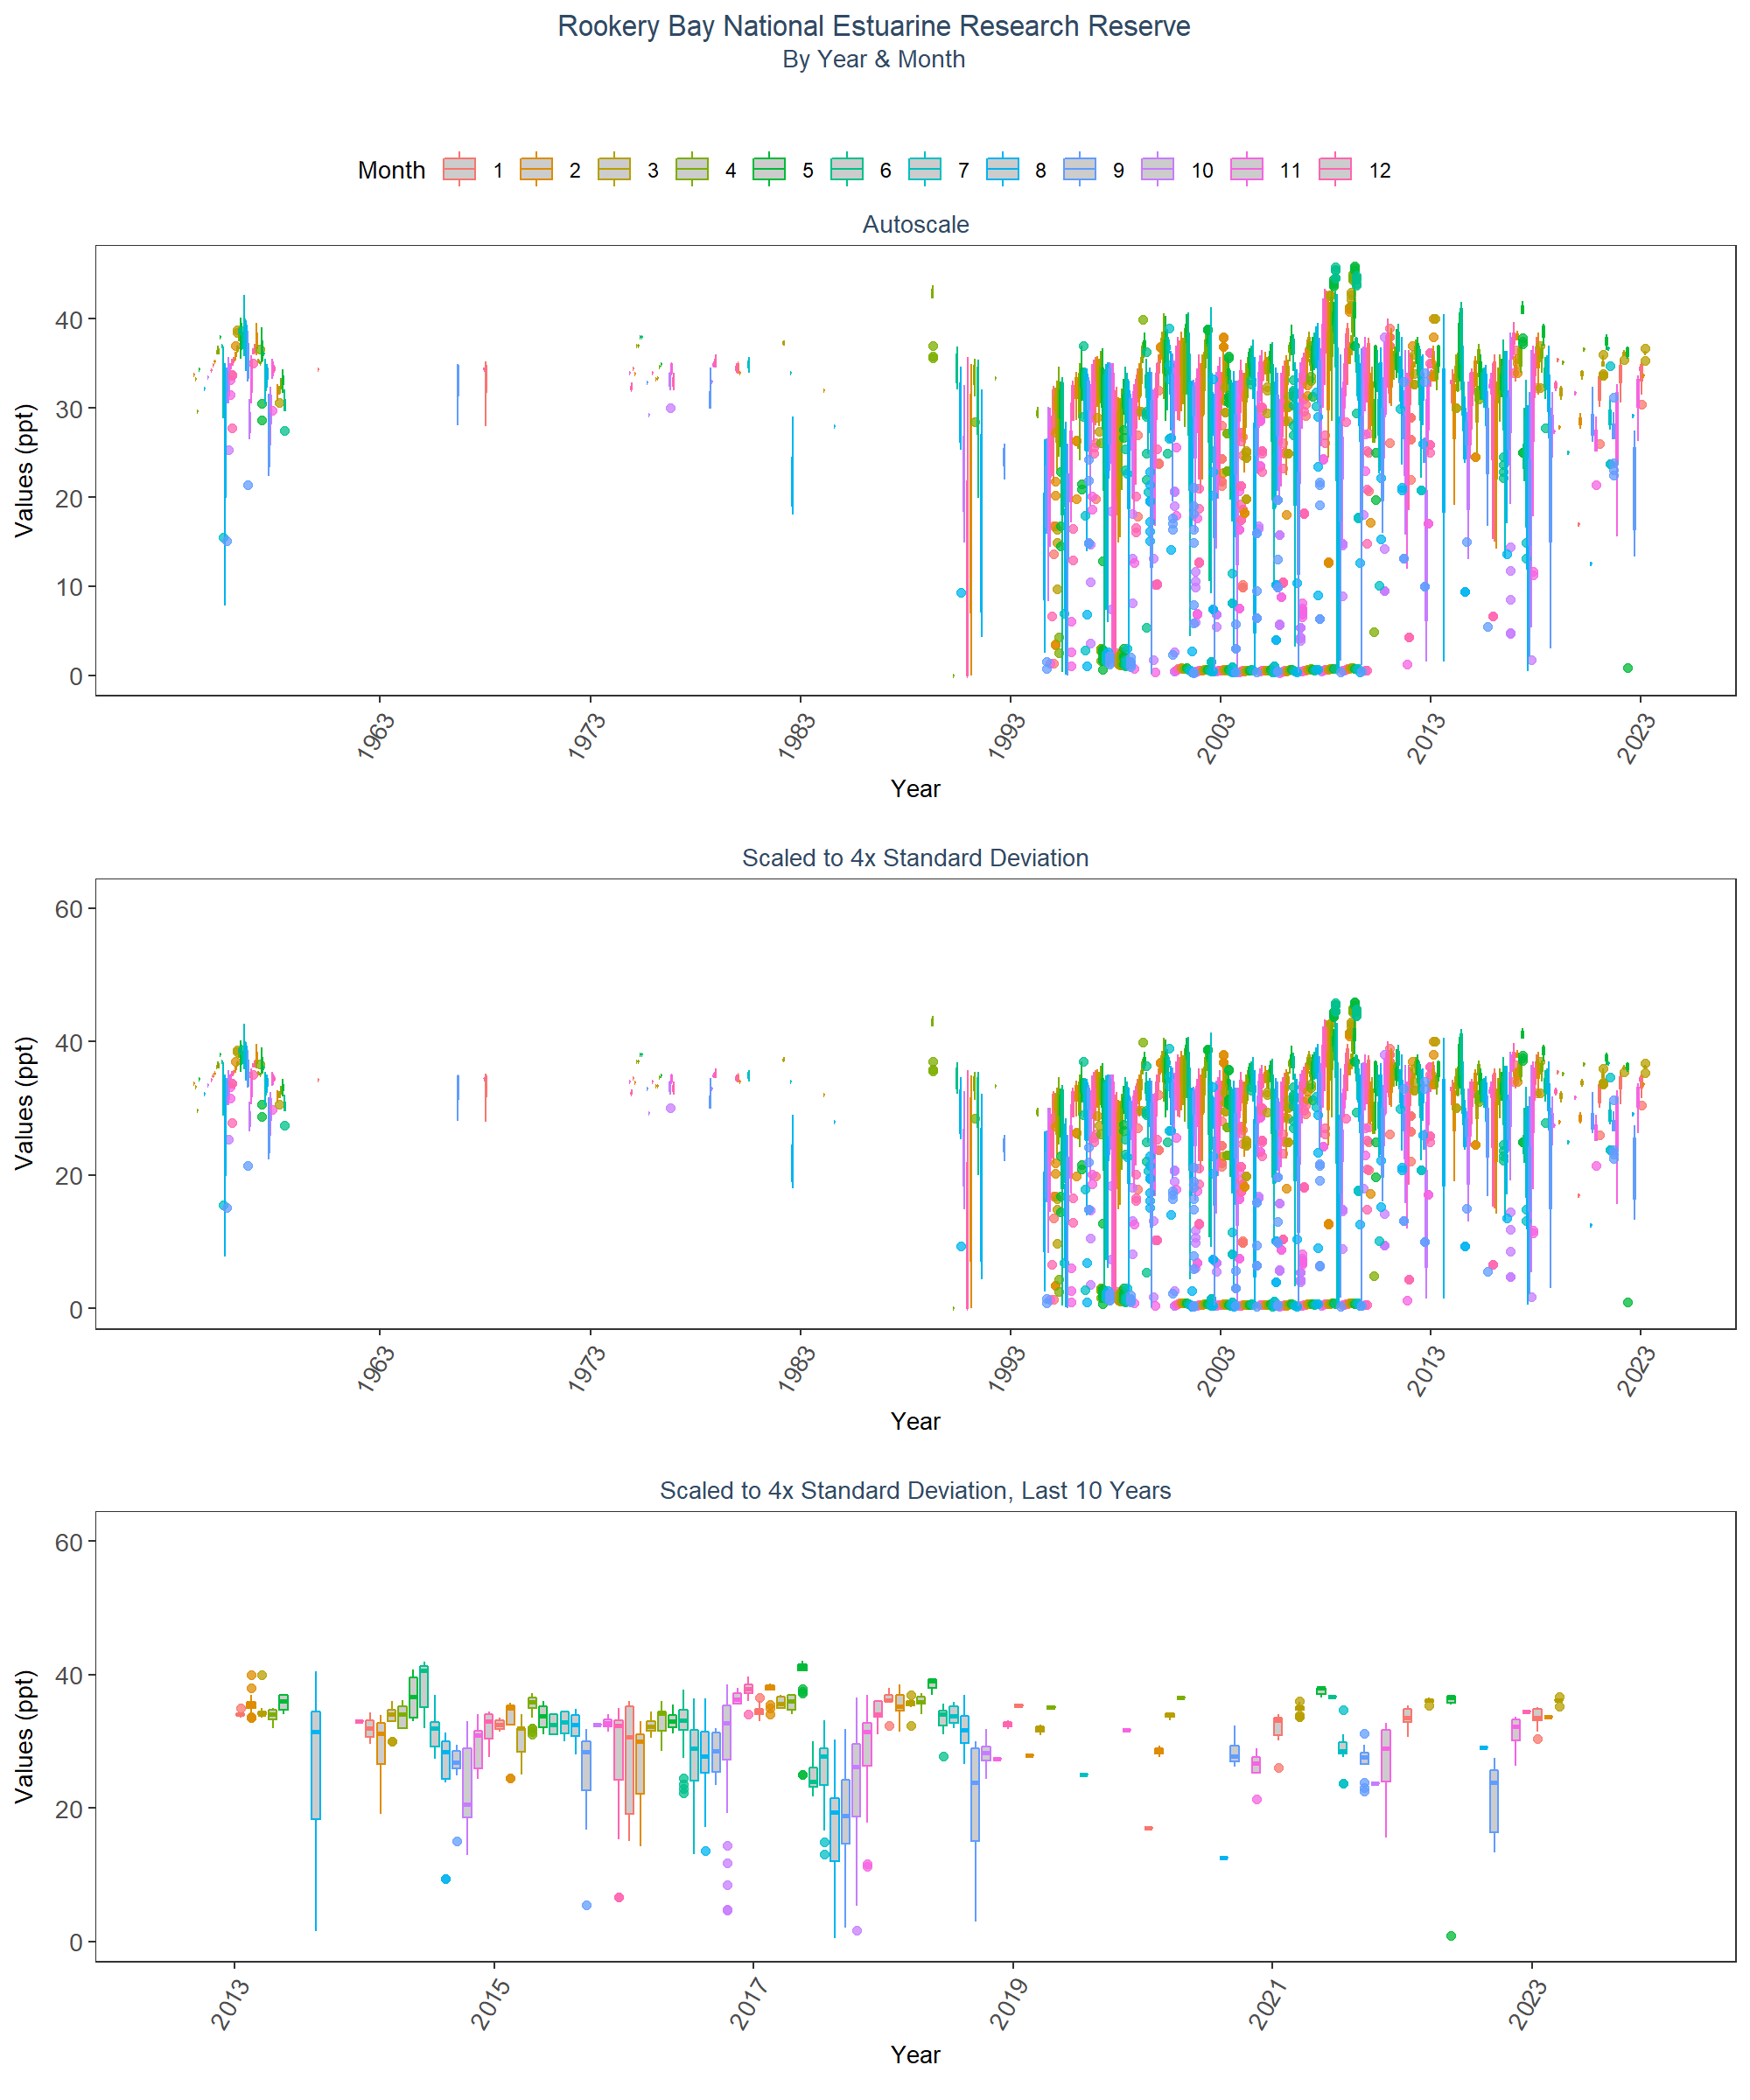 Rookery Bay National Estuarine Research Reserve
By Year & Month
Month 1 2 3 4 5 6 7 8 9 10 11 12
Autoscale
Values (ppt)
40
30
20
10
0
1963 1973 1983 1993 2003 2013 2023
Year
Scaled to 4x Standard Deviation
Values (ppt)
60
40
20
0
1963 1973 1983 1993 2003 2013 2023
Year
Scaled to 4x Standard Deviation, Last 10 Years
Values (ppt)
60
40
20
0
2013 2015 2017 2019 2021 2023
Year